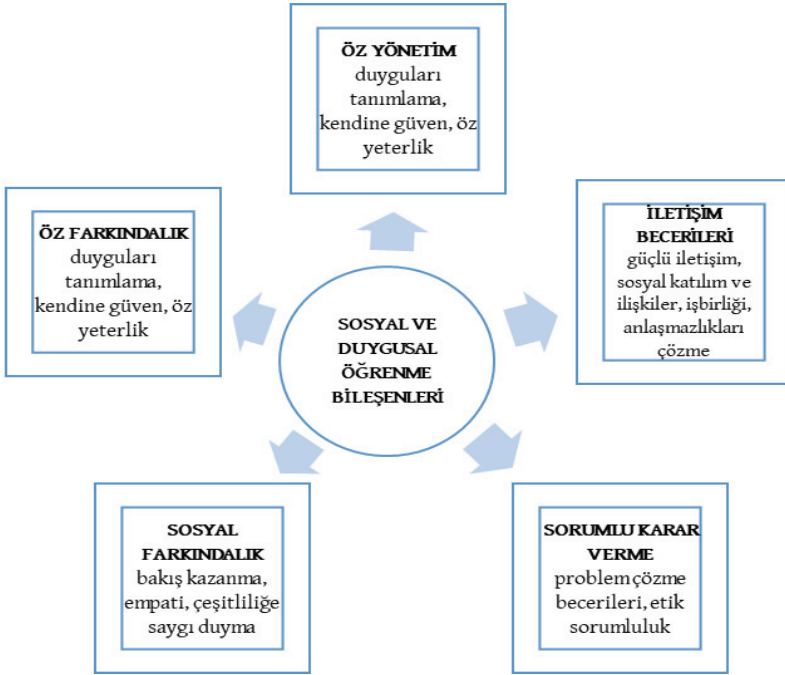 ÖZ YÖNETİM
duyguları
tanımlama,
kendine güven, öz
yeterlik
ÖZ FARKINDALIK
duyguları
tanımlama,
kendine güven, öz
yeterlik
İLETİŞİM
BECERİLERİ
güçlü iletişim,
sosyal katılım ve
ilişkiler, işbirliği,
anlaşmazlıkları
çözme
SOSYAL VE
DUYGUSAL
ÖĞRENME
BİLEŞENLERİ
SOSYAL
FARKINDALIK
bakış kazanma,
empati, çeşitliliğe
saygı duyma
SORUMLU KARAR
VERME
problem çözme
becerileri, etik
sorumluluk